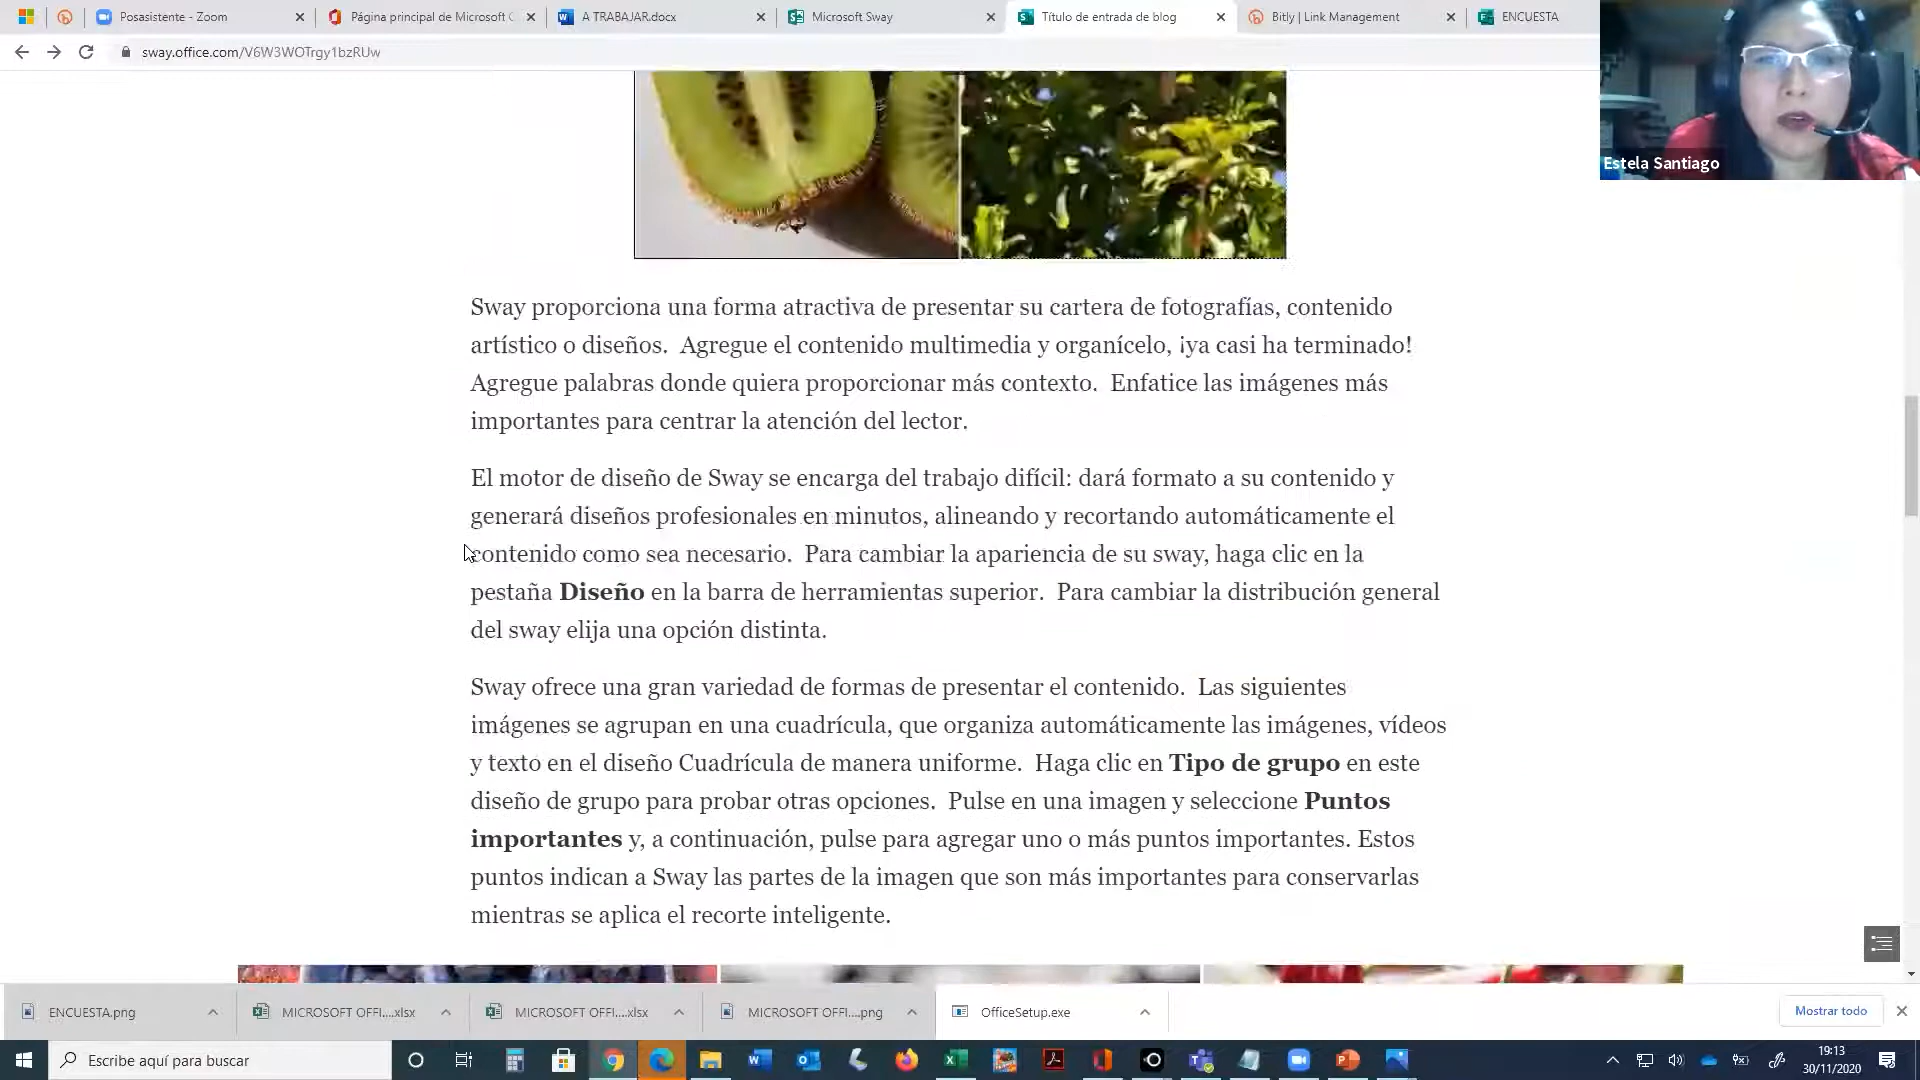 Posasistente - Zoom
Página principal de Microsoft C
A TRABAJAR.docx
Microsoft Sway
Título de entrada de blog
Bitly | Link Management
ENCUESTA
sway.office.com/V6W3WOTrgy1bzRUw
Estela Santiago
Sway proporciona una forma atractiva de presentar su cartera de fotografías, contenido
artístico o diseños.  Agregue el contenido multimedia y organícelo, ¡ya casi ha terminado!
Agregue palabras donde quiera proporcionar más contexto.  Enfatice las imágenes más
importantes para centrar la atención del lector.
El motor de diseño de Sway se encarga del trabajo difícil: dará formato a su contenido y
generará diseños profesionales en minutos, alineando y recortando automáticamente el
contenido como sea necesario.  Para cambiar la apariencia de su sway, haga clic en la
pestaña Diseño en la barra de herramientas superior.  Para cambiar la distribución general
del sway elija una opción distinta.
Sway ofrece una gran variedad de formas de presentar el contenido.  Las siguientes
imágenes se agrupan en una cuadrícula, que organiza automáticamente las imágenes, vídeos
y texto en el diseño Cuadrícula de manera uniforme.  Haga clic en Tipo de grupo en este
diseño de grupo para probar otras opciones.  Pulse en una imagen y seleccione Puntos
importantes y, a continuación, pulse para agregar uno o más puntos importantes. Estos
puntos indican a Sway las partes de la imagen que son más importantes para conservarlas
mientras se aplica el recorte inteligente.
ENCUESTA.png
MICROSOFT OFFI....xlsx
MICROSOFT OFFI....xlsx
MICROSOFT OFFI....png
OfficeSetup.exe
Mostrar todo
Escribe aquí para buscar
19:13
30/11/2020